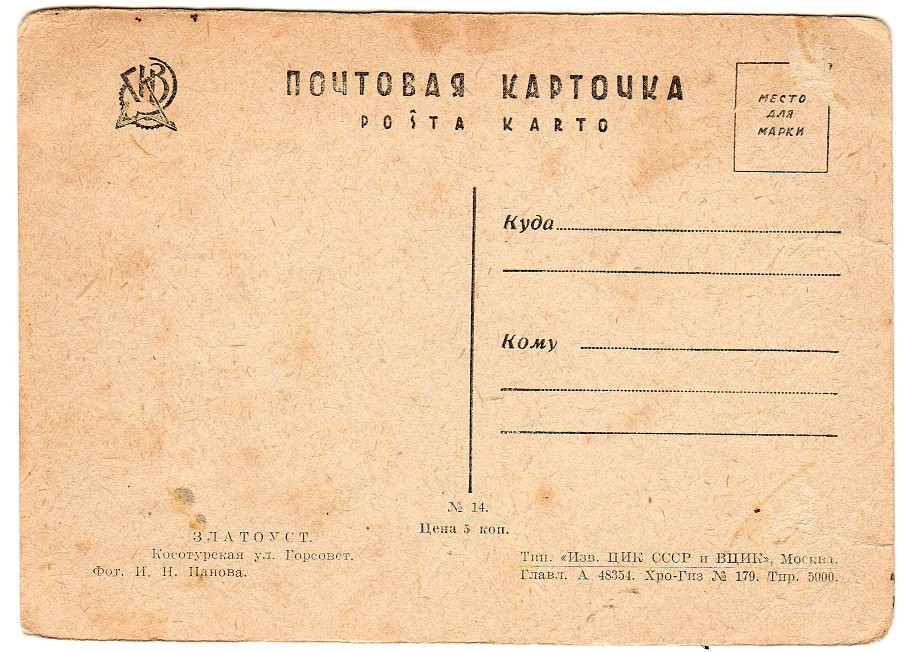 ПОЧТОВАЯ КАРТОЧКА
POŜTA KARTO
МЕСТО
ДЛЯ
МАРКИ
Куда
Кому
№ 14.
Цена 5 коп.
ЗЛАТОУСТ.
Косотурская ул. Горсовет.
Фот. И. Н. Панова.
Тип. «Изв. ЦИК СССР и ВЦИК», Москва.
Главл. А 48354. Хро-Гиз № 179. Тир. 5000.